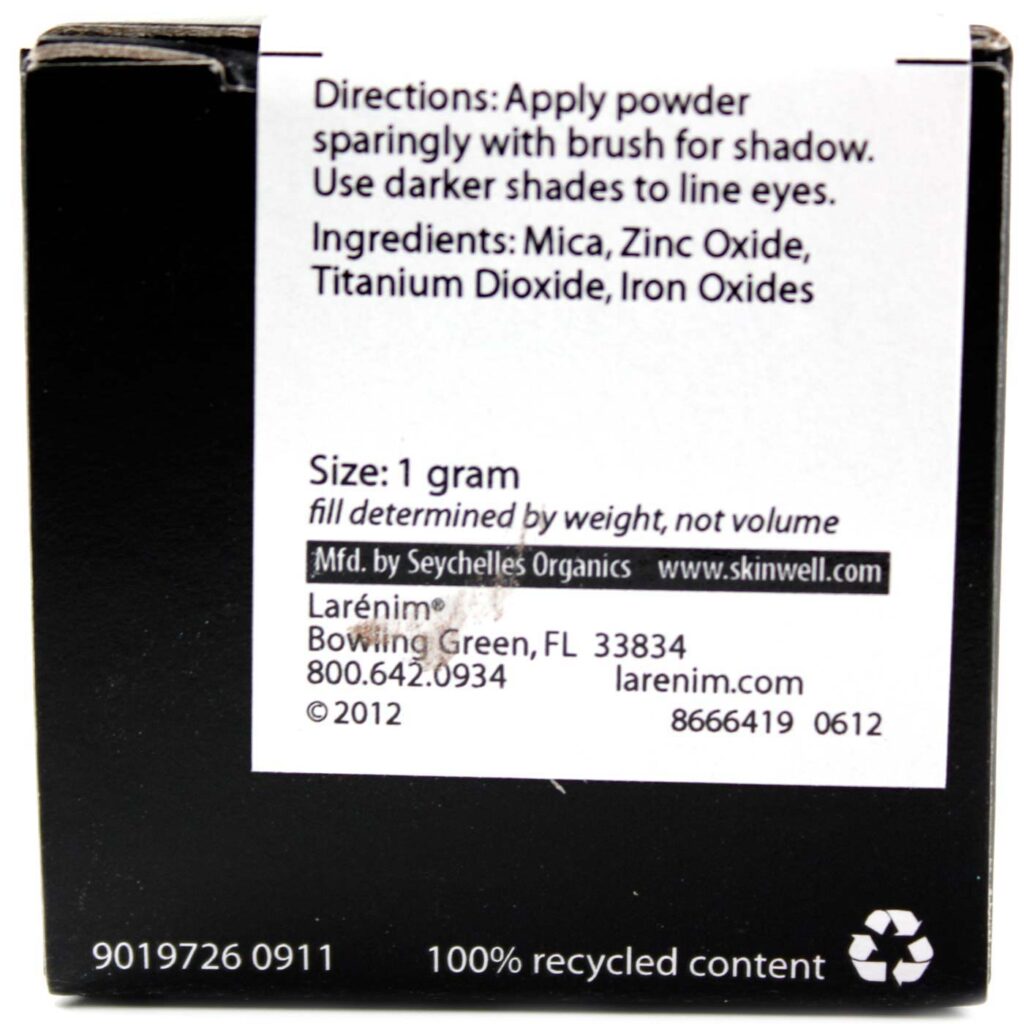 Directions: Apply powder
sparingly with brush for shadow.
Use darker shades to line eyes.
Ingredients: Mica, Zinc Oxide,
Titanium Dioxide, Iron Oxides
Size: 1 gram
fill determined by weight, not volume
Mfd. by Seychelles Organics www.skinwell.com
Larénim®
Bowling Green, FL 33834
800.642.0934 larenim.com
© 2012 8666419 0612
9019726 0911 100% recycled content